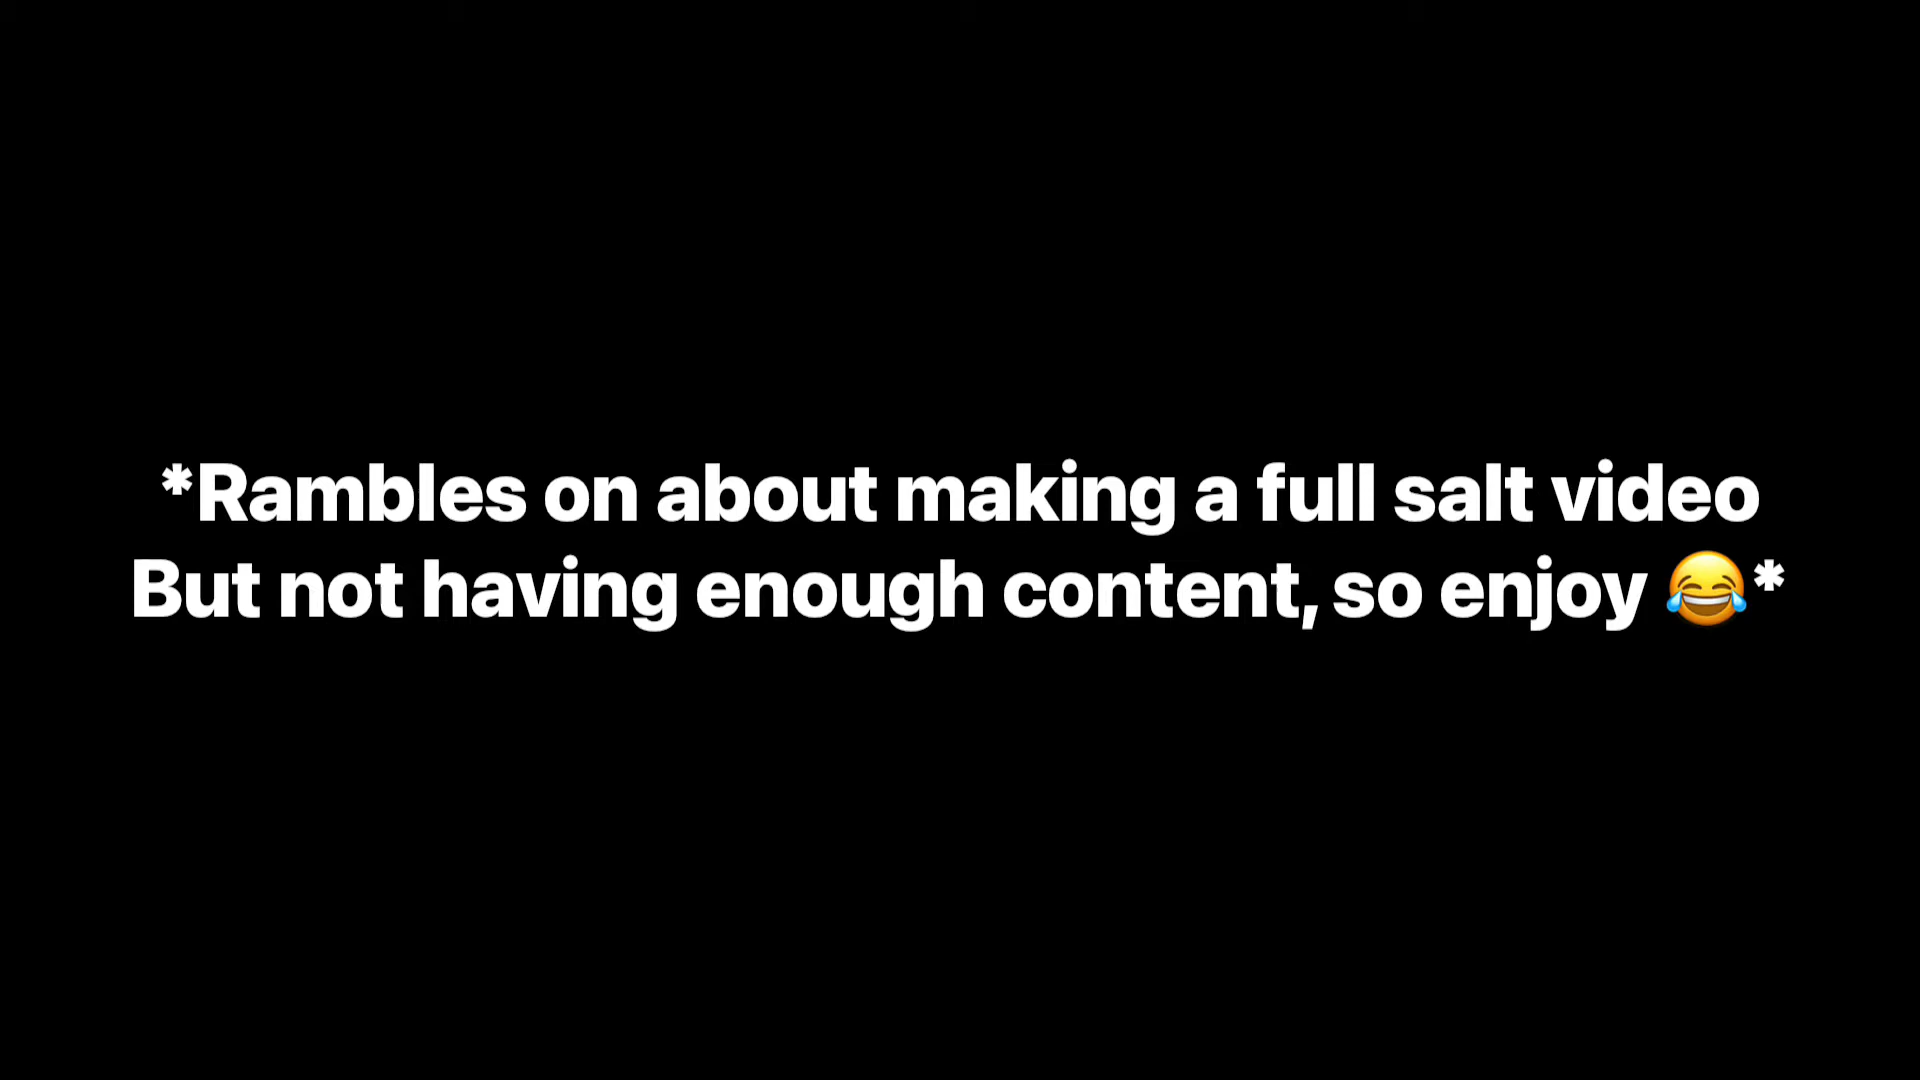 *Rambles on about making a full salt video
But not having enough content, so enjoy 😂*